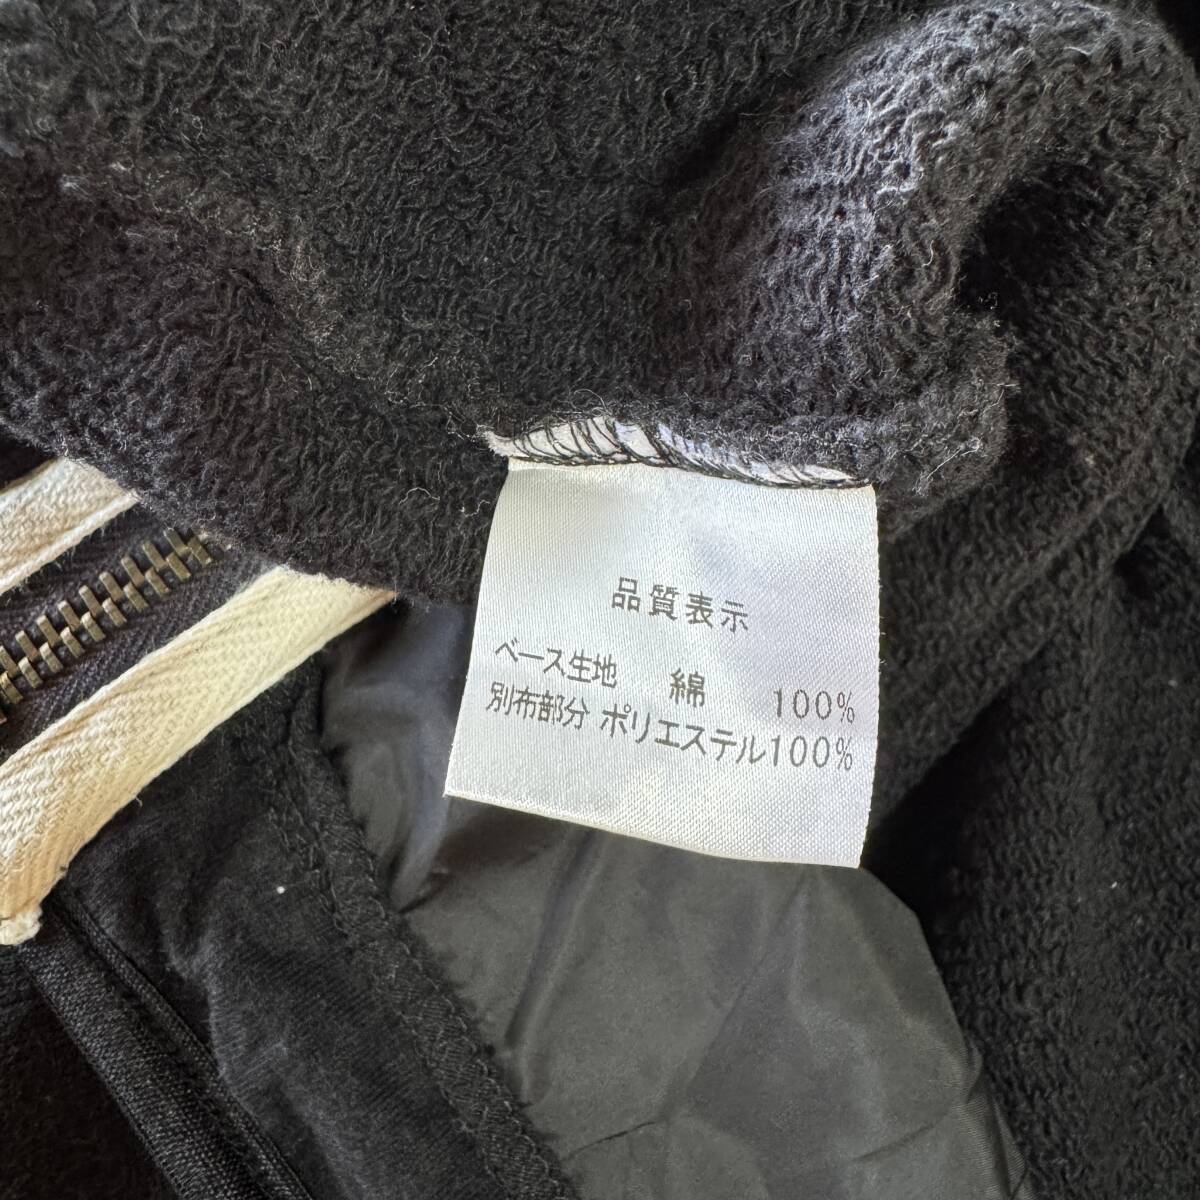 品質表示
ベース生地 綿 100%
別布部分 ポリエステル100%